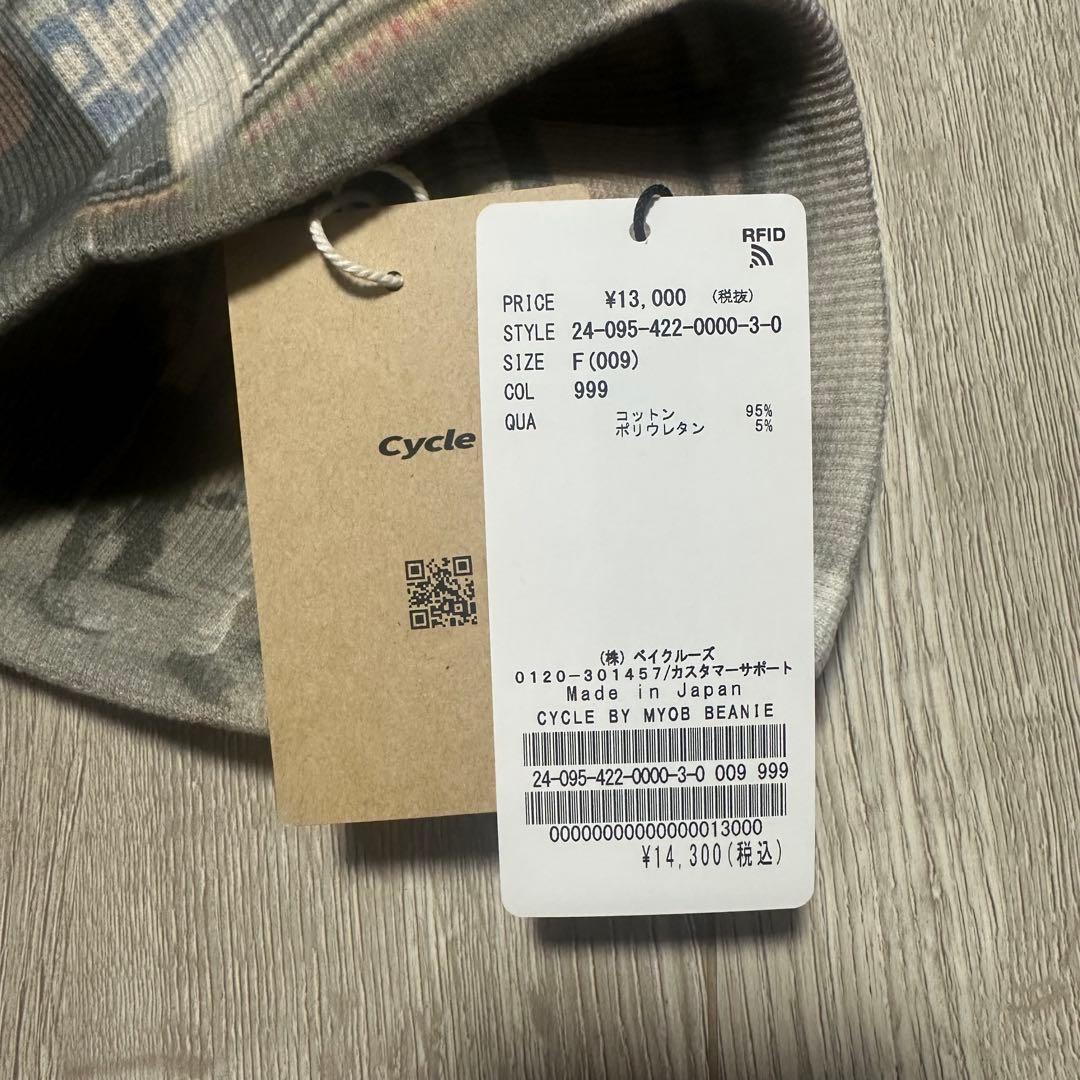 Cycle
RFID
PRICE ¥13,000 (税抜)
STYLE 24-095-422-0000-3-0
SIZE F(009)
COL 999
QUA コットン 95%
ポリウレタン 5%
(株) ベイクルーズ
0120-301457/カスタマーサポート
Made in Japan
CYCLE BY MYOB BEANIE
24-095-422-0000-3-0 009 999
00000000000000013000
¥14,300(税込)